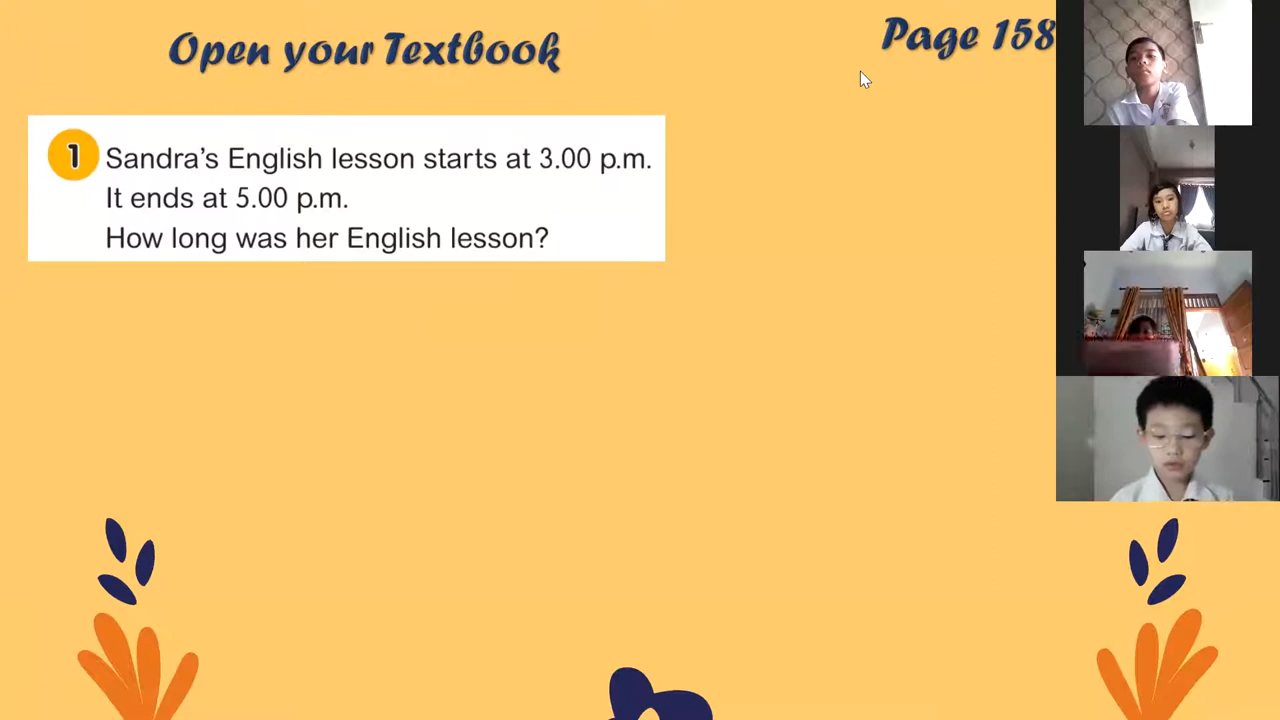 Open your Textbook
Page 158
1 Sandra's English lesson starts at 3.00 p.m.
It ends at 5.00 p.m.
How long was her English lesson?